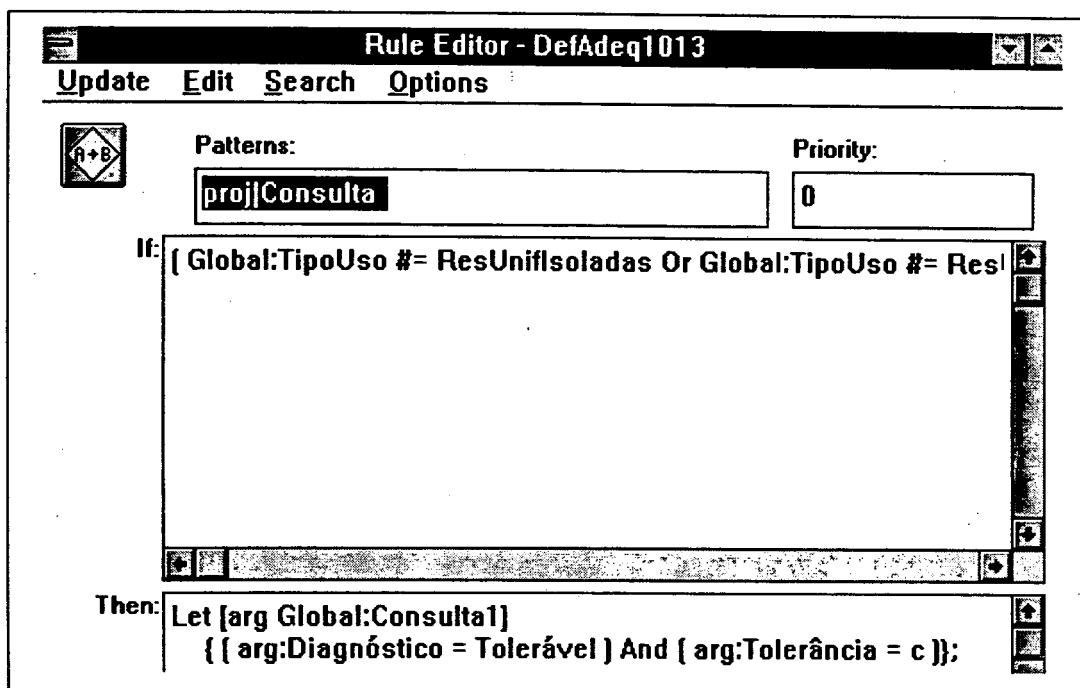 Rule Editor - DefAdeq1013
Update Edit Search Options
A+B
Patterns:
Priority:
proj|Consulta
0
If:
[ Global:TipoUso #= ResUnifIsoladas Or Global:TipoUso #= Res
Then:
Let [arg Global:Consulta1]
{ [ arg:Diagnóstico = Tolerável ] And [ arg:Tolerância = c ]};